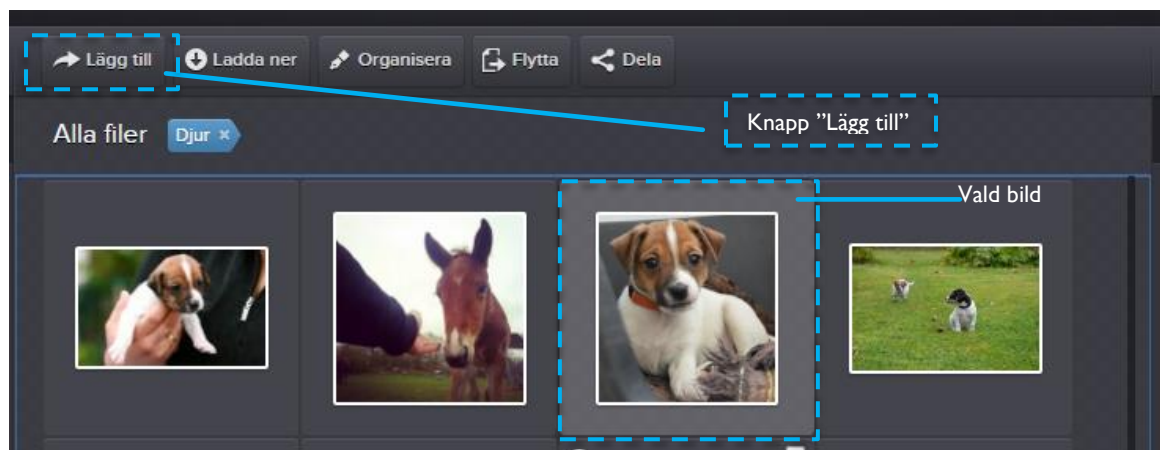 Lägg till Ladda ner Organisera Flytta Dela
Knapp ”Lägg till”
Alla filer Djur ×
Vald bild